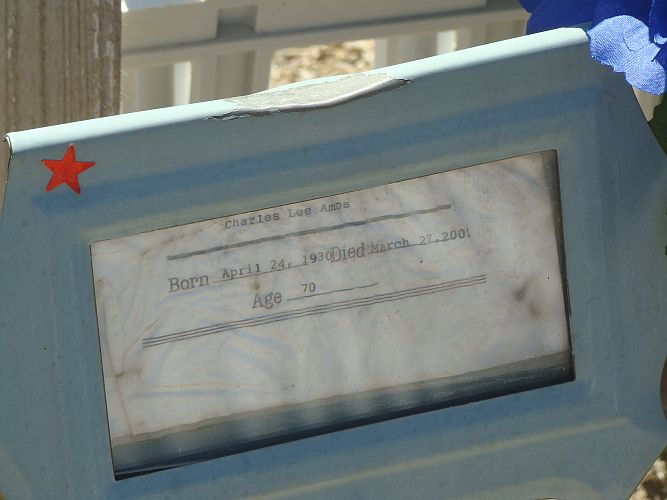 Charles Lee Amos
Born April 24, 1930 Died March 27, 2001
Age 70